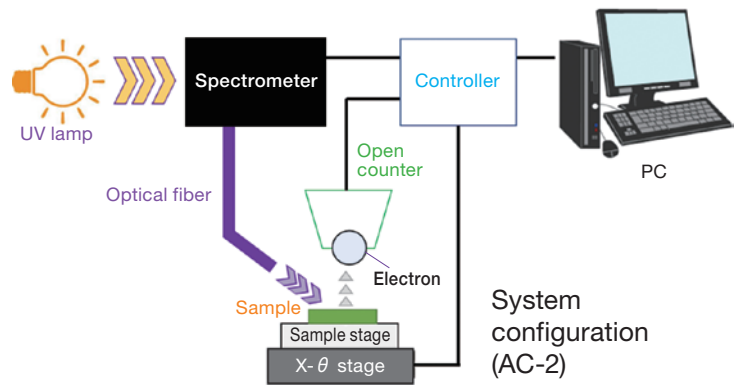 Spectrometer
Controller
UV lamp
Open
counter
PC
Optical fiber
Electron
Sample
Sample stage
X-θ stage
System
configuration
(AC-2)